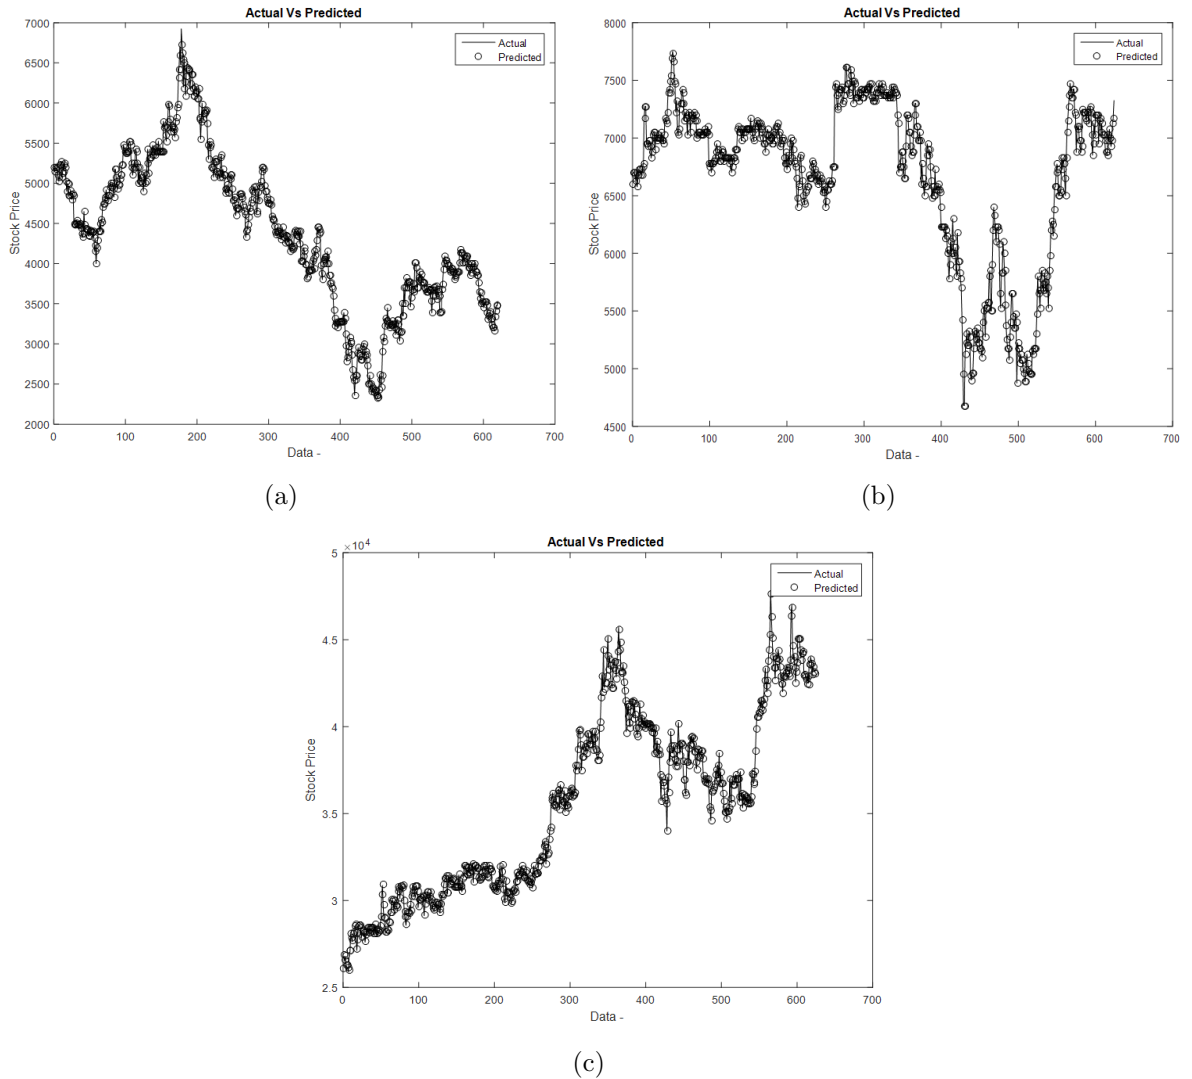 Actual Vs Predicted
7000
6500
6000
5500
5000
4500
4000
3500
3000
2500
2000
Stock Price
0 100 200 300 400 500 600 700
Data -
Actual
Predicted
(a)
Actual Vs Predicted
8000
7500
7000
6500
6000
5500
5000
4500
Stock Price
0 100 200 300 400 500 600 700
Data -
Actual
Predicted
(b)
Actual Vs Predicted
×10⁴
5
4.5
4
3.5
3
2.5
Stock Price
0 100 200 300 400 500 600 700
Data -
Actual
Predicted
(c)